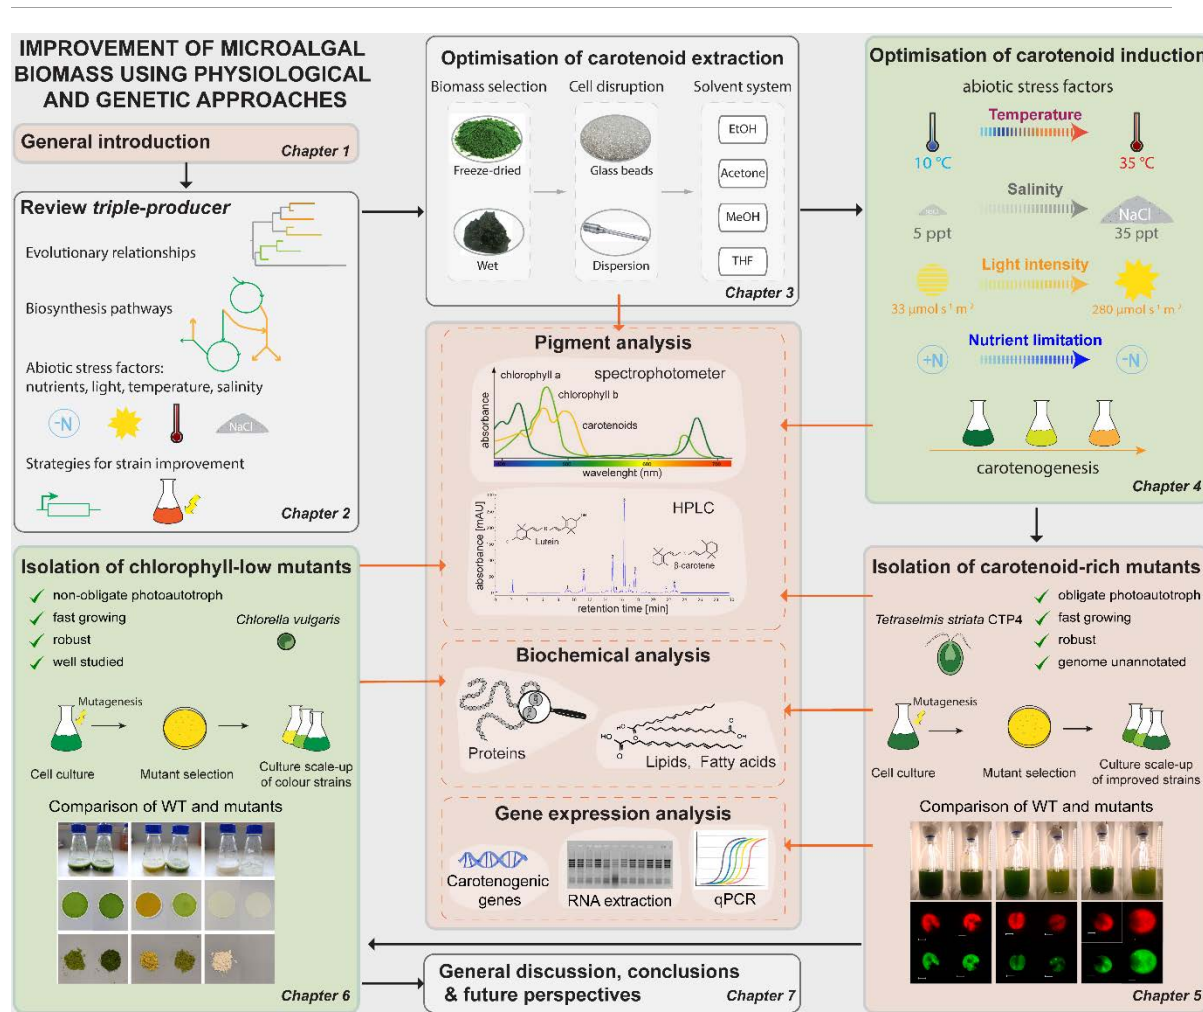 IMPROVEMENT OF MICROALGAL
BIOMASS USING PHYSIOLOGICAL
AND GENETIC APPROACHES
General introduction
Chapter 1
Review triple-producer
Evolutionary relationships
Biosynthesis pathways
Abiotic stress factors:
nutrients, light, temperature, salinity
-N
NaCl
Strategies for strain improvement
Chapter 2
Optimisation of carotenoid extraction
Biomass selection
Cell disruption
Solvent system
Freeze-dried
Glass beads
Wet
Dispersion
EtOH
Acetone
MeOH
THF
Chapter 3
Optimisation of carotenoid induction
abiotic stress factors
Temperature
10 °C
35 °C
Salinity
NaCl
5 ppt
35 ppt
Light intensity
33 µmol s⁻¹ m⁻²
280 µmol s⁻¹ m⁻²
Nutrient limitation
+N
-N
carotenogenesis
Chapter 4
Pigment analysis
spectrophotometer
chlorophyll a
chlorophyll b
carotenoids
absorbance
wavelenght (nm)
HPLC
absorbance [mAU]
Lutein
β-carotene
retention time [min]
Biochemical analysis
Proteins
Lipids, Fatty acids
Gene expression analysis
Carotenogenic
genes
RNA extraction
qPCR
Isolation of carotenoid-rich mutants
Tetraselmis striata CTP4
obligate photoautotroph
fast growing
robust
genome unannotated
Mutagenesis
Cell culture
Mutant selection
Culture scale-up
of improved strains
Comparison of WT and mutants
Chapter 5
Isolation of chlorophyll-low mutants
non-obligate photoautotroph
fast growing
robust
well studied
Chlorella vulgaris
Mutagenesis
Cell culture
Mutant selection
Culture scale-up
of colour strains
Comparison of WT and mutants
Chapter 6
General discussion, conclusions
& future perspectives
Chapter 7